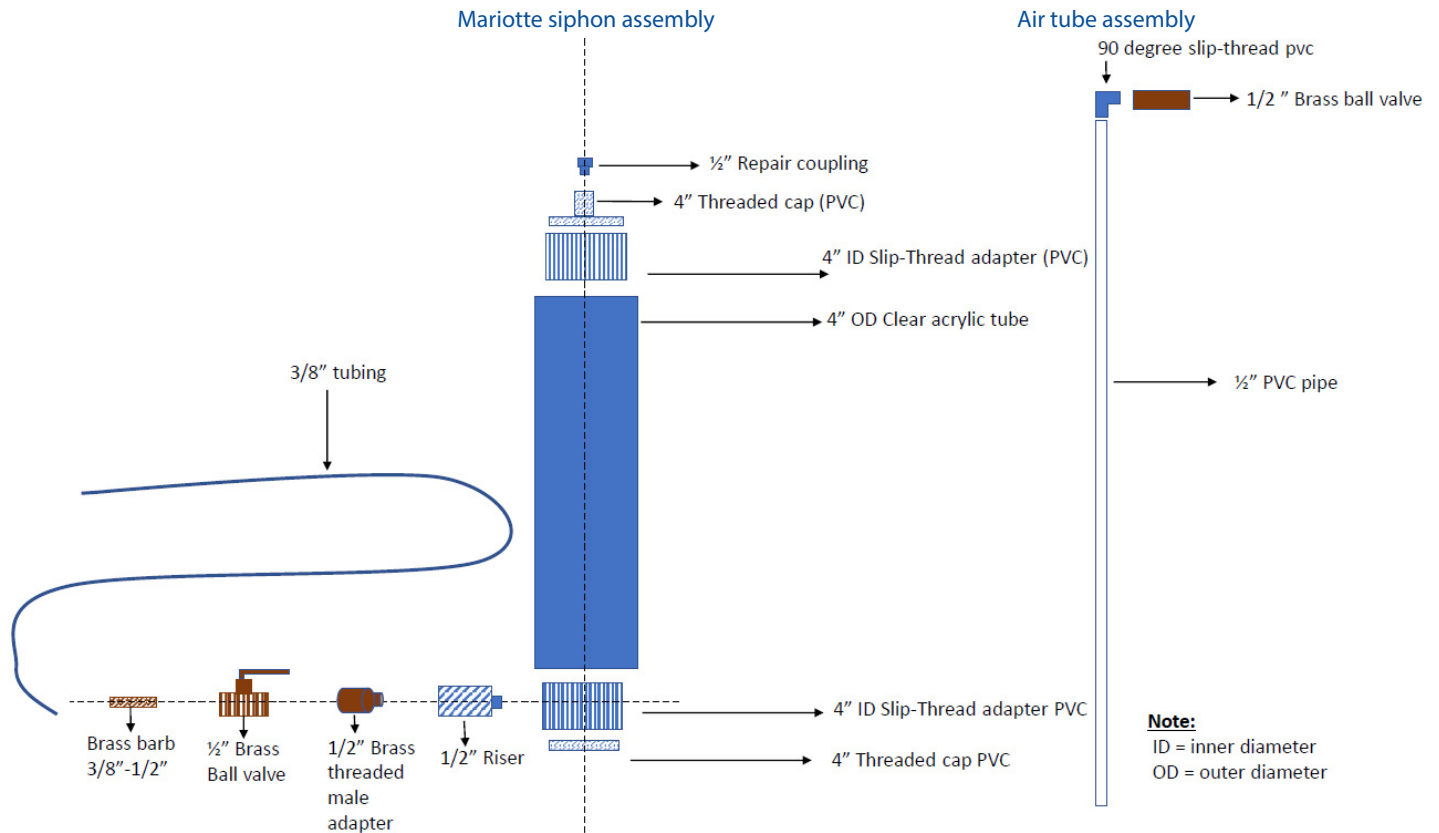 Mariotte siphon assembly
Air tube assembly
90 degree slip-thread pvc
1/2 ” Brass ball valve
½” Repair coupling
4” Threaded cap (PVC)
4” ID Slip-Thread adapter (PVC)
4” OD Clear acrylic tube
3/8” tubing
½” PVC pipe
4” ID Slip-Thread adapter PVC
4” Threaded cap PVC
Brass barb
3/8”-1/2”
½” Brass
Ball valve
1/2” Brass
threaded
male
adapter
1/2” Riser
Note:
ID = inner diameter
OD = outer diameter